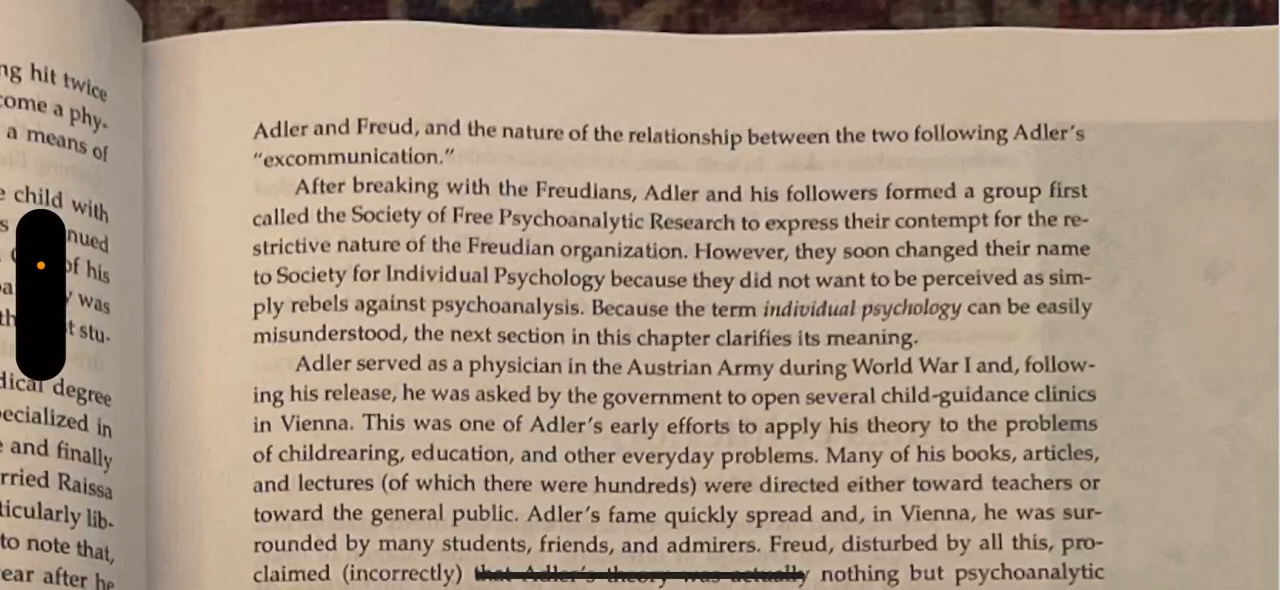 ng hit twice
come a phy-
a means of
e child with
s nued
of his
was
stu-
dical degree
pecialized in
e and finally
rried Raissa
ticularly lib-
to note that,
ear after he
Adler and Freud, and the nature of the relationship between the two following Adler's
"excommunication."
After breaking with the Freudians, Adler and his followers formed a group first
called the Society of Free Psychoanalytic Research to express their contempt for the re-
strictive nature of the Freudian organization. However, they soon changed their name
to Society for Individual Psychology because they did not want to be perceived as sim-
ply rebels against psychoanalysis. Because the term individual psychology can be easily
misunderstood, the next section in this chapter clarifies its meaning.
Adler served as a physician in the Austrian Army during World War I and, follow-
ing his release, he was asked by the government to open several child-guidance clinics
in Vienna. This was one of Adler's early efforts to apply his theory to the problems
of childrearing, education, and other everyday problems. Many of his books, articles,
and lectures (of which there were hundreds) were directed either toward teachers or
toward the general public. Adler's fame quickly spread and, in Vienna, he was sur-
rounded by many students, friends, and admirers. Freud, disturbed by all this, pro-
claimed (incorrectly) that Adler's theory was actually nothing but psychoanalytic